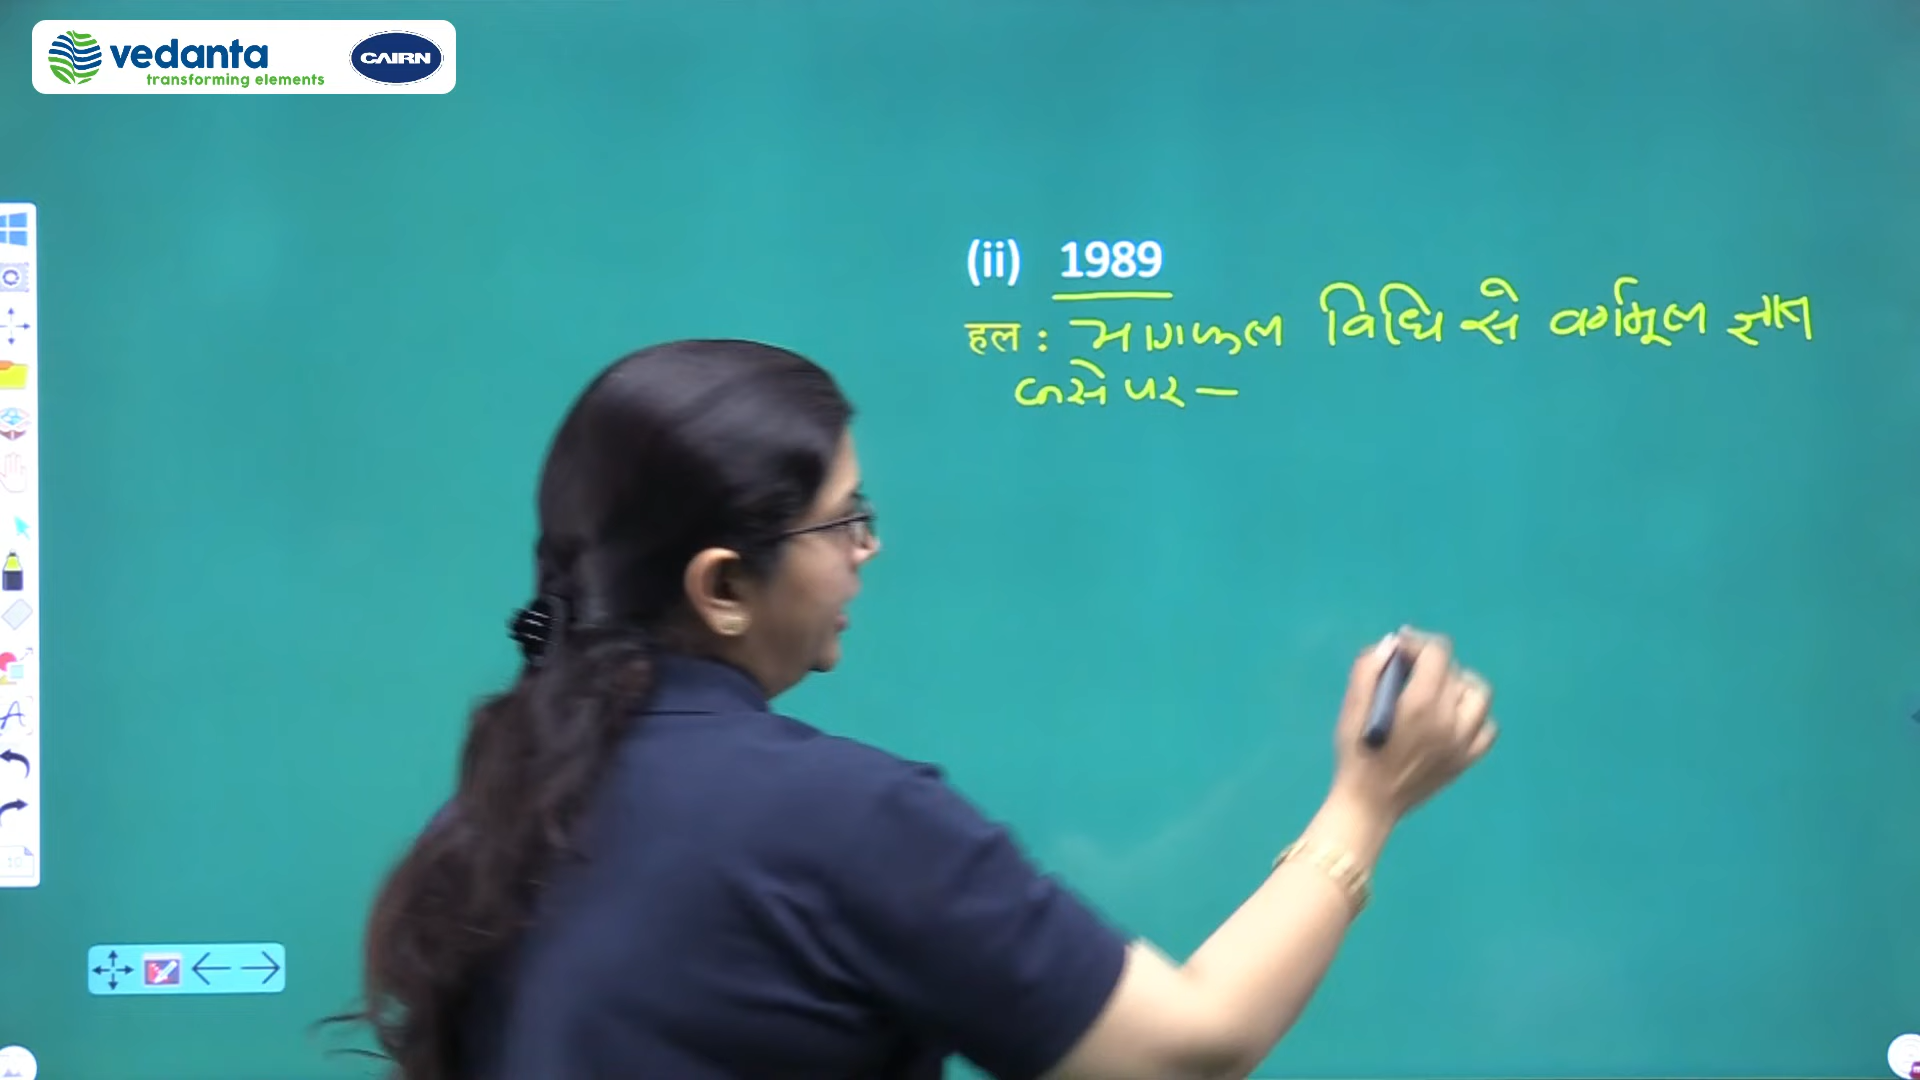 vedanta
transforming elements
CAIRN
(ii) 1989
हल : भागफल विधि से वर्गमूल ज्ञात
करने पर –